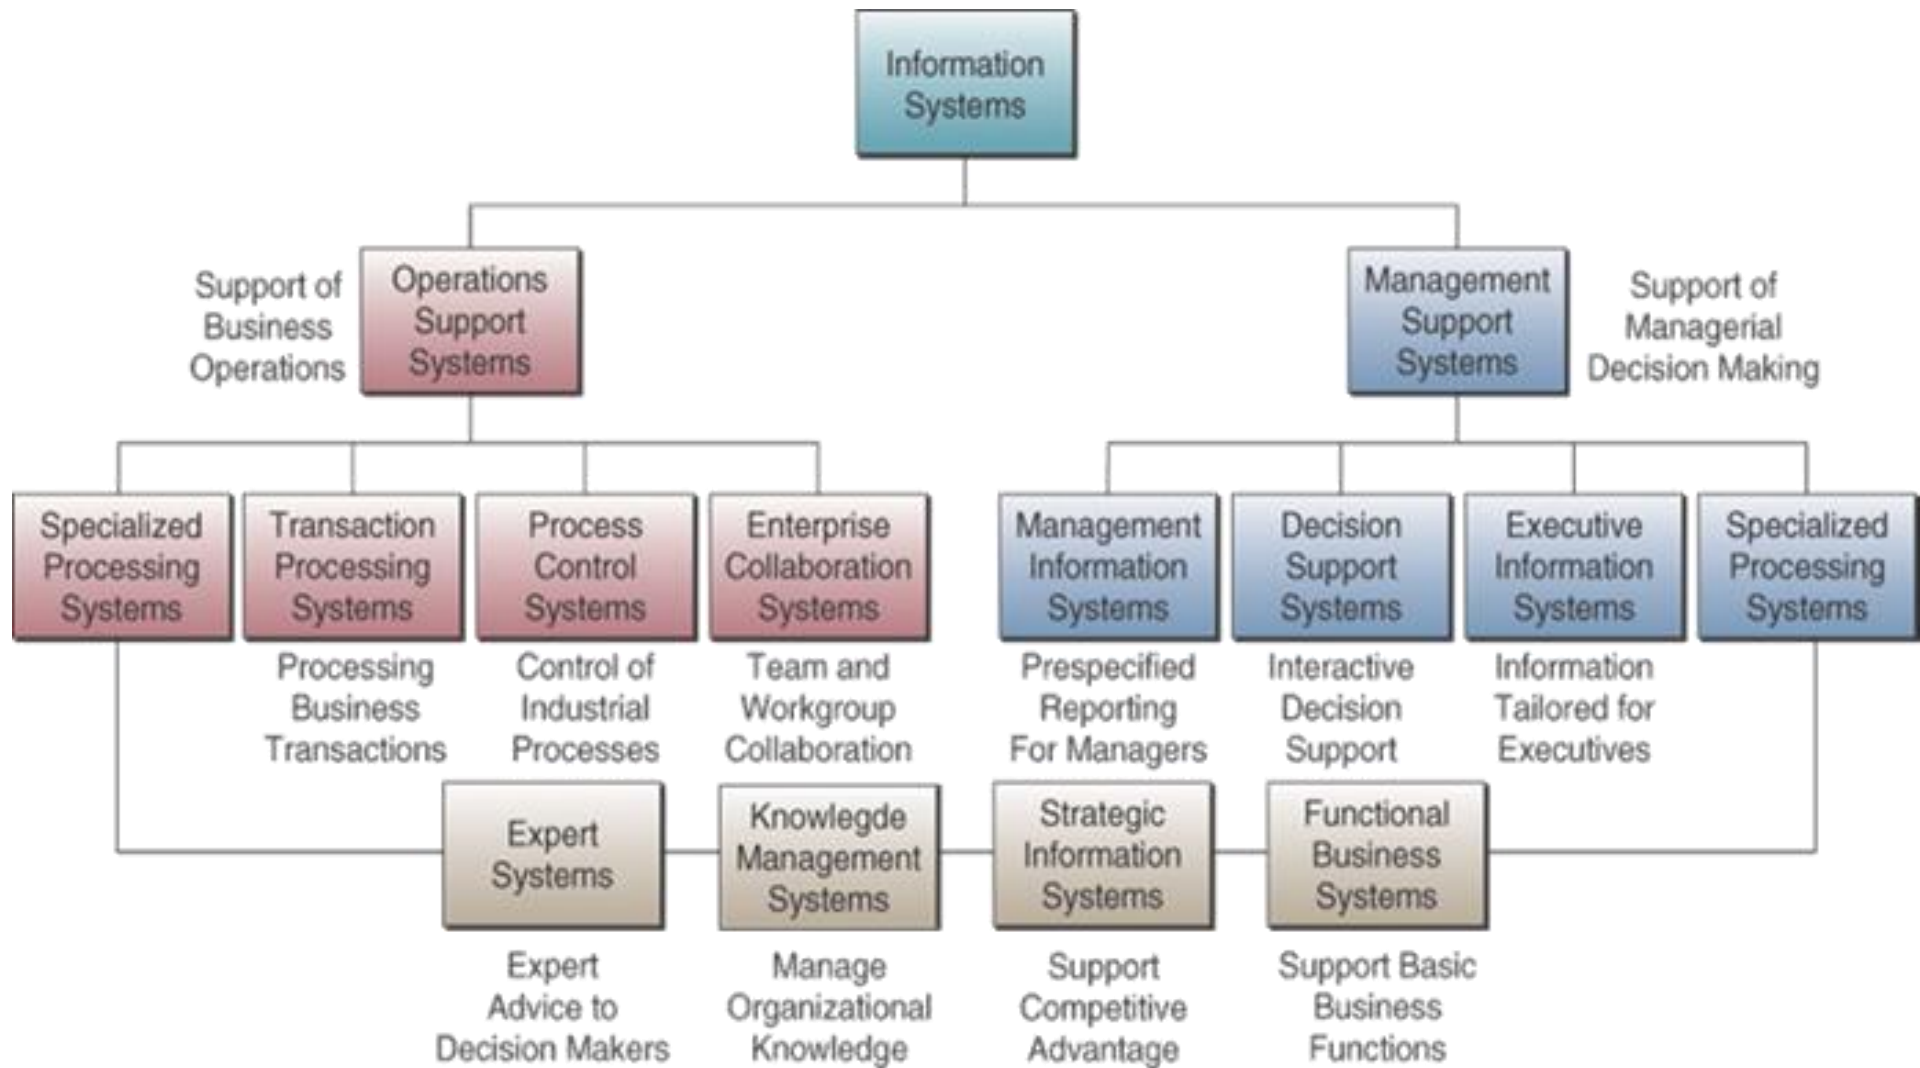 Information
Systems
Support of
Business
Operations
Operations
Support
Systems
Management
Support
Systems
Support of
Managerial
Decision Making
Specialized
Processing
Systems
Transaction
Processing
Systems
Process
Control
Systems
Enterprise
Collaboration
Systems
Management
Information
Systems
Decision
Support
Systems
Executive
Information
Systems
Specialized
Processing
Systems
Processing
Business
Transactions
Control of
Industrial
Processes
Team and
Workgroup
Collaboration
Prespecified
Reporting
For Managers
Interactive
Decision
Support
Information
Tailored for
Executives
Expert
Systems
Knowlegde
Management
Systems
Strategic
Information
Systems
Functional
Business
Systems
Expert
Advice to
Decision Makers
Manage
Organizational
Knowledge
Support
Competitive
Advantage
Support Basic
Business
Functions